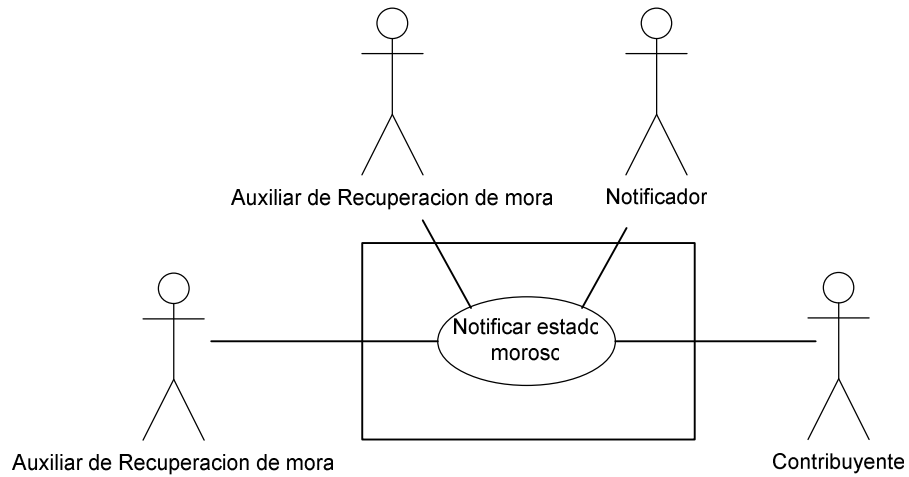 Auxiliar de Recuperacion de mora
Notificador
Notificar estado
moroso
Auxiliar de Recuperacion de mora
Contribuyente